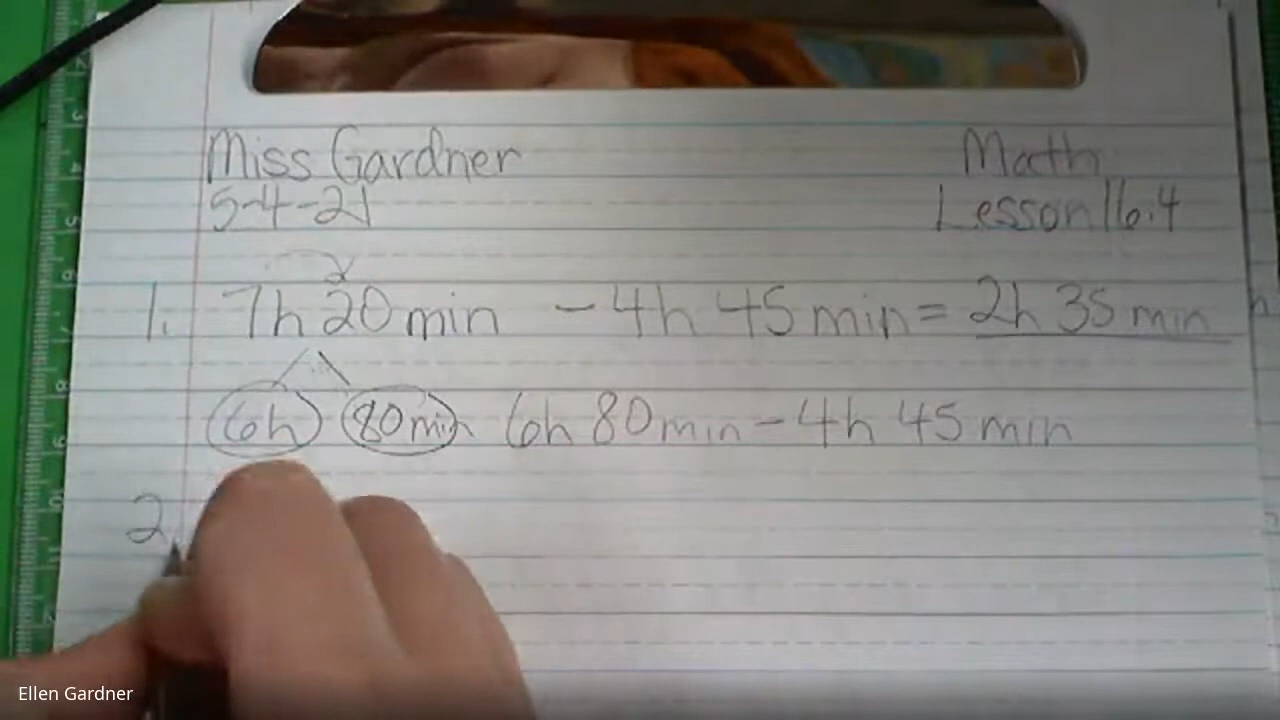 Miss Gardner Math
5-4-21 Lesson 16.4
1. 7h 20 min - 4h 45 min = 2h 35 min
6h 80 min 6h 80 min - 4h 45 min
2.
Ellen Gardner